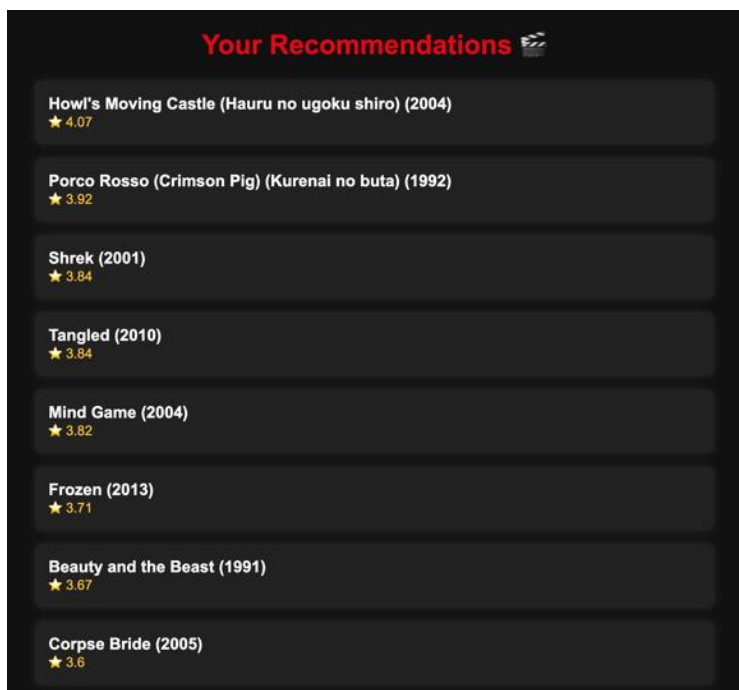 Your Recommendations 🎬
Howl's Moving Castle (Hauru no ugoku shiro) (2004)
⭐ 4.07
Porco Rosso (Crimson Pig) (Kurenai no buta) (1992)
⭐ 3.92
Shrek (2001)
⭐ 3.84
Tangled (2010)
⭐ 3.84
Mind Game (2004)
⭐ 3.82
Frozen (2013)
⭐ 3.71
Beauty and the Beast (1991)
⭐ 3.67
Corpse Bride (2005)
⭐ 3.6